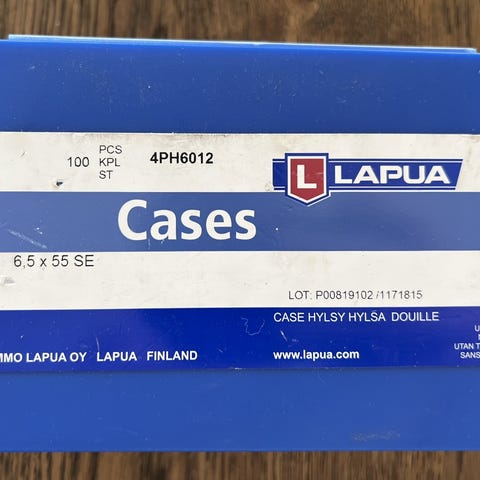 PCS
100 KPL 4PH6012
ST
L LAPUA
Cases
6,5 x 55 SE
LOT: P00819102 /1171815
CASE HYLSY HYLSA DOUILLE
MMO LAPUA OY LAPUA FINLAND
www.lapua.com
UTAN T
SANS